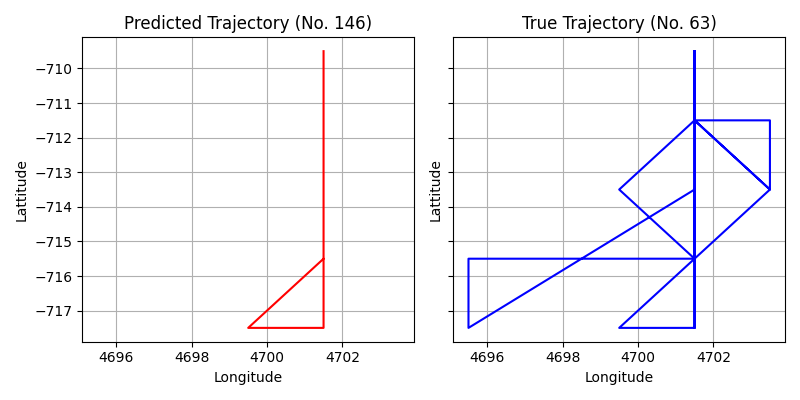 Predicted Trajectory (No. 146)
True Trajectory (No. 63)
Lattitude
−710
−711
−712
−713
−714
−715
−716
−717
4696 4698 4700 4702
Longitude
Lattitude
4696 4698 4700 4702
Longitude